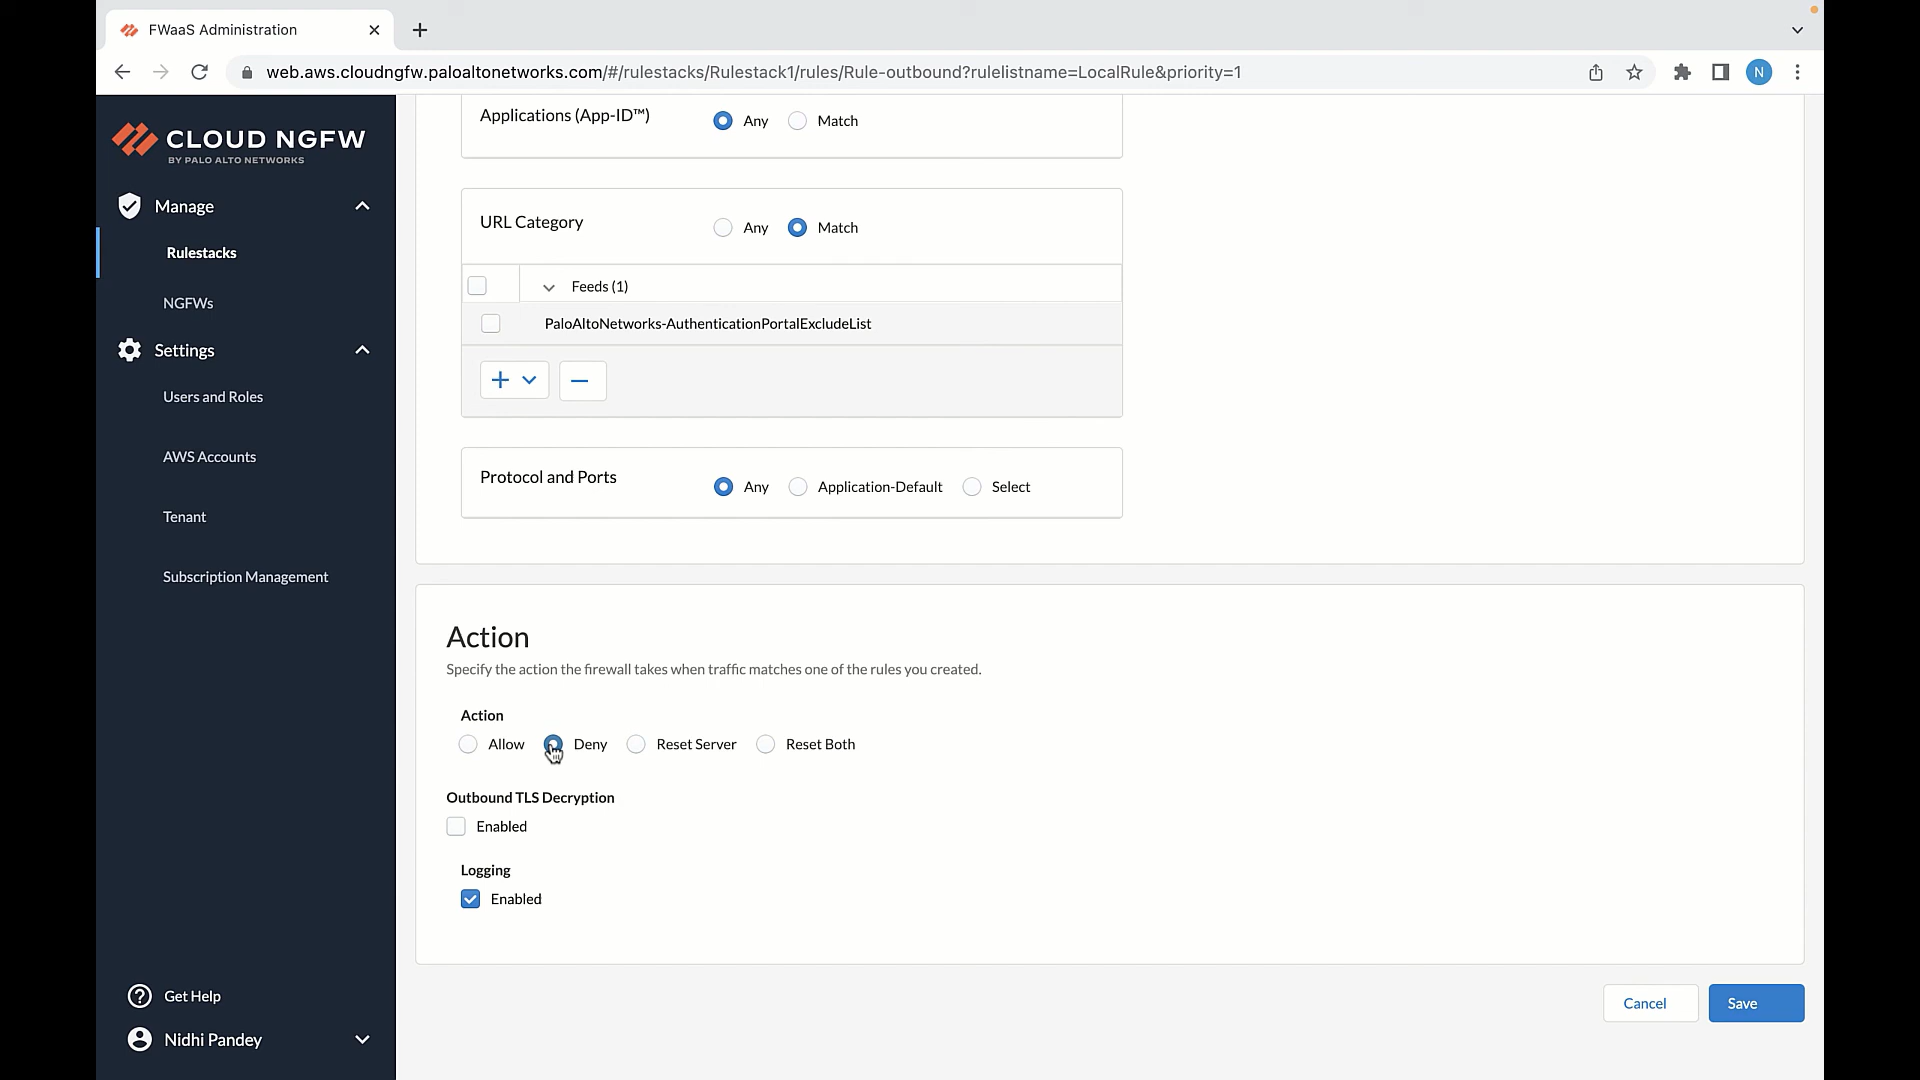 FWaaS Administration
web.aws.cloudngfw.paloaltonetworks.com/#/rulestacks/Rulestack1/rules/Rule-outbound?rulelistname=LocalRule&priority=1
N
CLOUD NGFW
BY PALO ALTO NETWORKS
Manage
Rulestacks
NGFWs
Settings
Users and Roles
AWS Accounts
Tenant
Subscription Management
Get Help
Nidhi Pandey
Applications (App-ID™) Any Match
URL Category Any Match
Feeds (1)
PaloAltoNetworks-AuthenticationPortalExcludeList
Protocol and Ports Any Application-Default Select
Action
Specify the action the firewall takes when traffic matches one of the rules you created.
Action
Allow Deny Reset Server Reset Both
Outbound TLS Decryption
Enabled
Logging
Enabled
Cancel Save